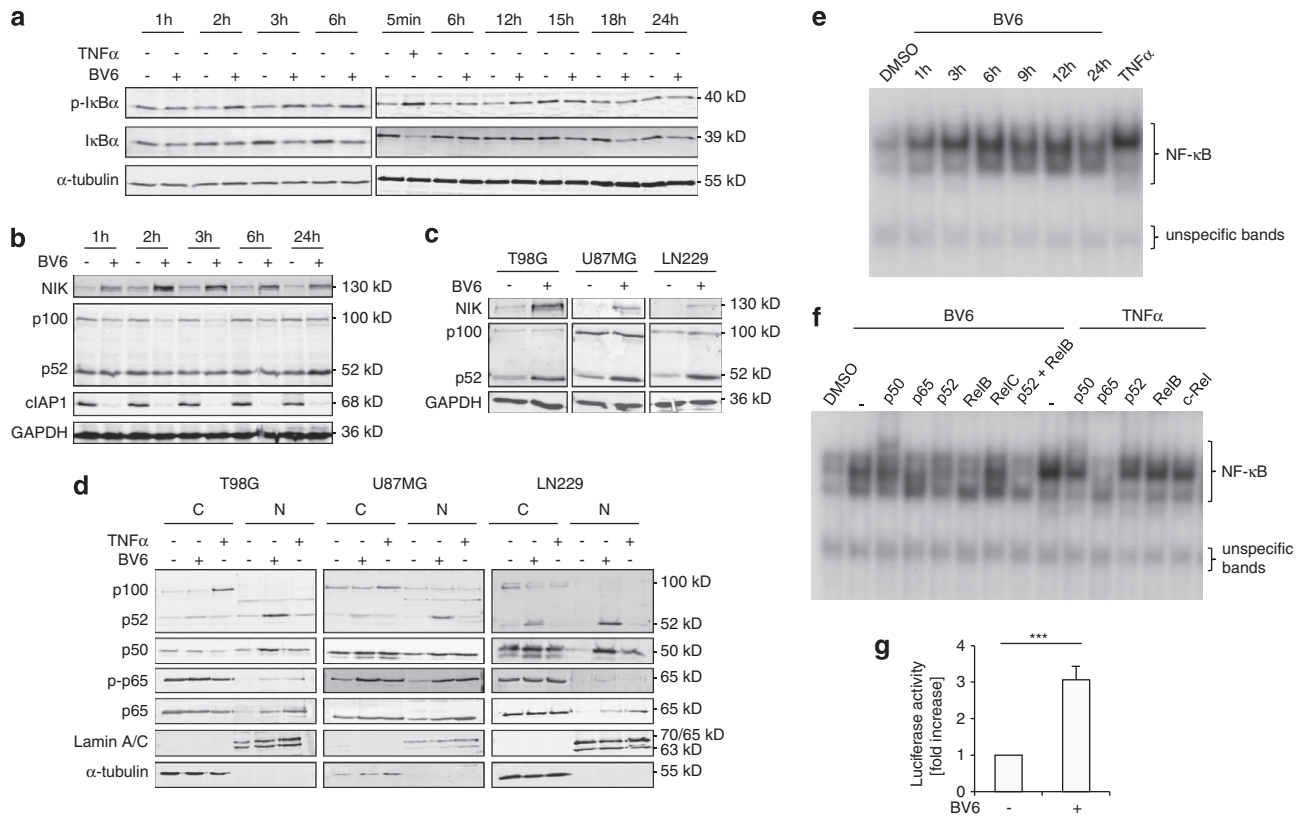 a
1h 2h 3h 6h 5min 6h 12h 15h 18h 24h
TNFα - - - - - - - - - + - - - - - - - - - -
BV6 - + - + - + - + - - - + - + - + - + - +
p-IκBα 40 kD
IκBα 39 kD
α-tubulin 55 kD
b
1h 2h 3h 6h 24h
BV6 - + - + - + - + - +
NIK 130 kD
p100 100 kD
p52 52 kD
cIAP1 68 kD
GAPDH 36 kD
c
T98G U87MG LN229
BV6 - + - + - +
NIK 130 kD
p100 100 kD
p52 52 kD
GAPDH 36 kD
d
T98G U87MG LN229
C N C N C N
TNFα - - + - - + - - + - - + - - + - - +
BV6 - + - - + - - + - - + - - + - - + -
p100 100 kD
p52 52 kD
p50 50 kD
p-p65 65 kD
p65 65 kD
Lamin A/C 70/65 kD
63 kD
α-tubulin 55 kD
e
BV6
DMSO 1h 3h 6h 9h 12h 24h TNFα
NF-κB
unspecific bands
f
BV6 TNFα
DMSO - p50 p65 p52 RelB RelC p52 + RelB - p50 p65 p52 RelB c-Rel
NF-κB
unspecific
bands
g
Luciferase activity
[fold increase]
***
4
3
2
1
0
BV6 - +